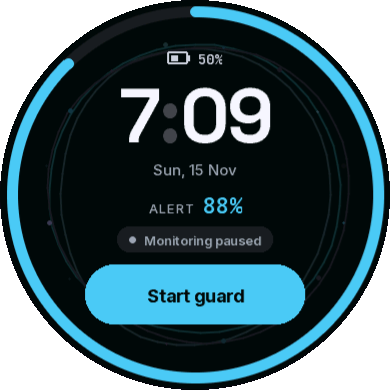 50%
7:09
Sun, 15 Nov
ALERT 88%
Monitoring paused
Start guard